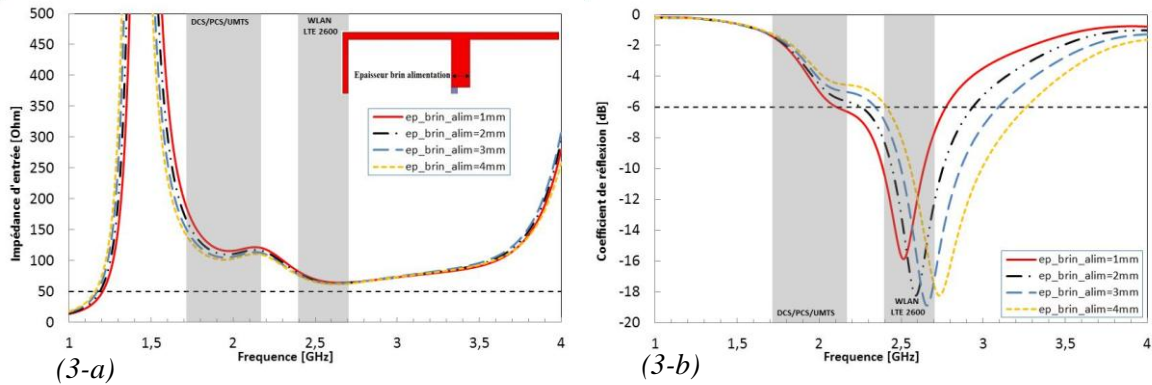 500
450
400
350
300
250
200
150
100
50
0
Impédance d'entrée [Ohm]
DCS/PCS/UMTS
WLAN
LTE 2600
Epaisseur brin alimentation
ep_brin_alim=1mm
ep_brin_alim=2mm
ep_brin_alim=3mm
ep_brin_alim=4mm
1
1,5
2
2,5
3
3,5
4
Frequence [GHz]
(3-a)
0
-2
-4
-6
-8
-10
-12
-14
-16
-18
-20
Coefficient de réflexion [dB]
ep_brin_alim=1mm
ep_brin_alim=2mm
ep_brin_alim=3mm
ep_brin_alim=4mm
DCS/PCS/UMTS
WLAN
LTE 2600
1
1,5
2
2,5
3
3,5
4
Frequence [GHz]
(3-b)